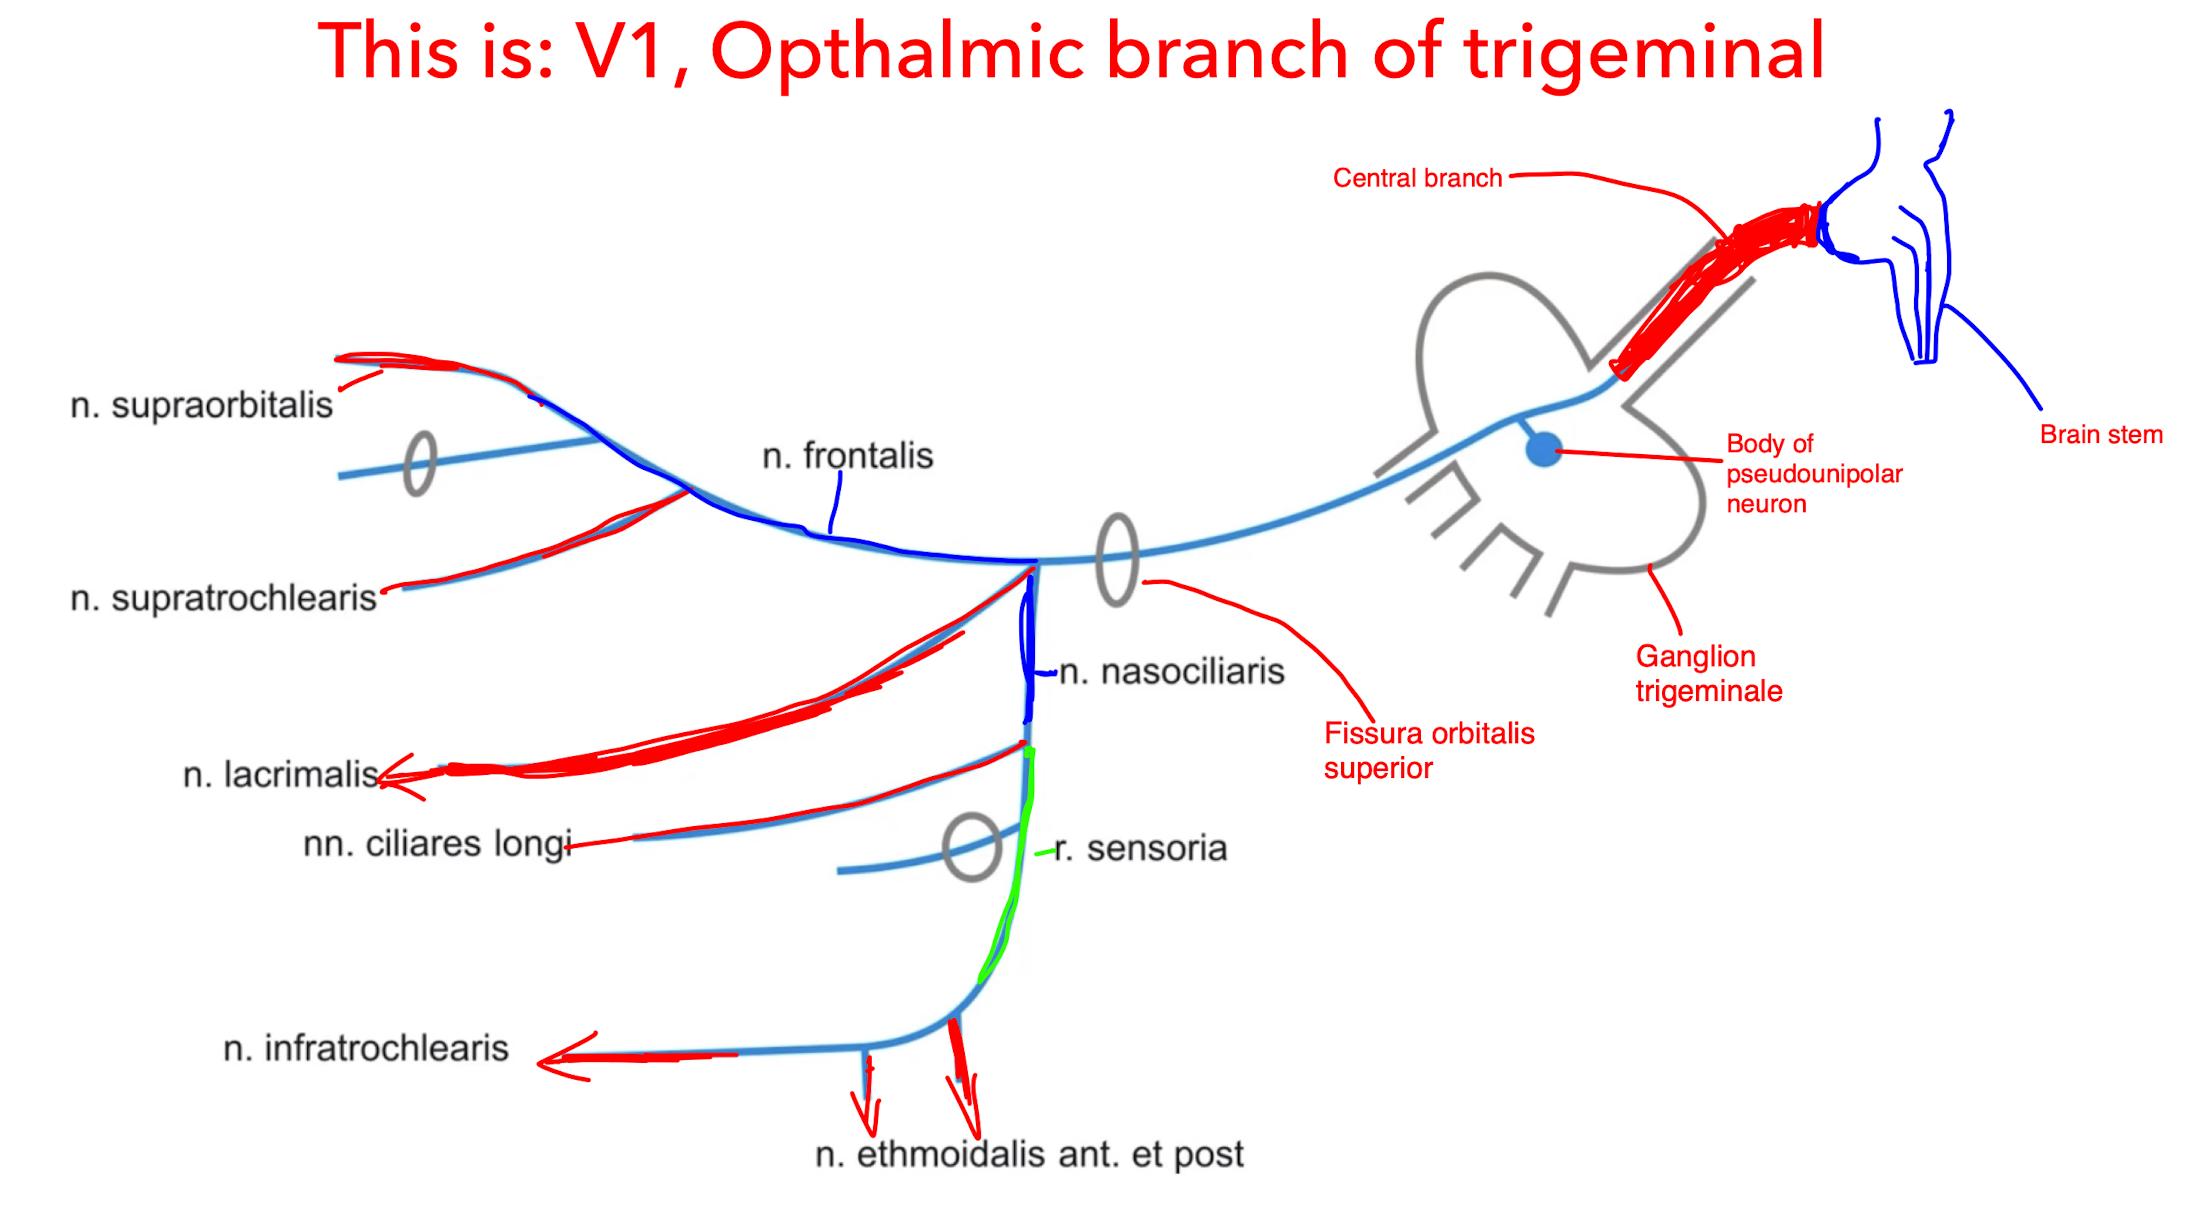 This is: V1, Opthalmic branch of trigeminal
Central branch
n. supraorbitalis
n. frontalis
Brain stem
Body of
pseudounipolar
neuron
n. supratrochlearis
n. nasociliaris
Ganglion
trigeminale
Fissura orbitalis
superior
n. lacrimalis
nn. ciliares longi
r. sensoria
n. infratrochlearis
n. ethmoidalis ant. et post